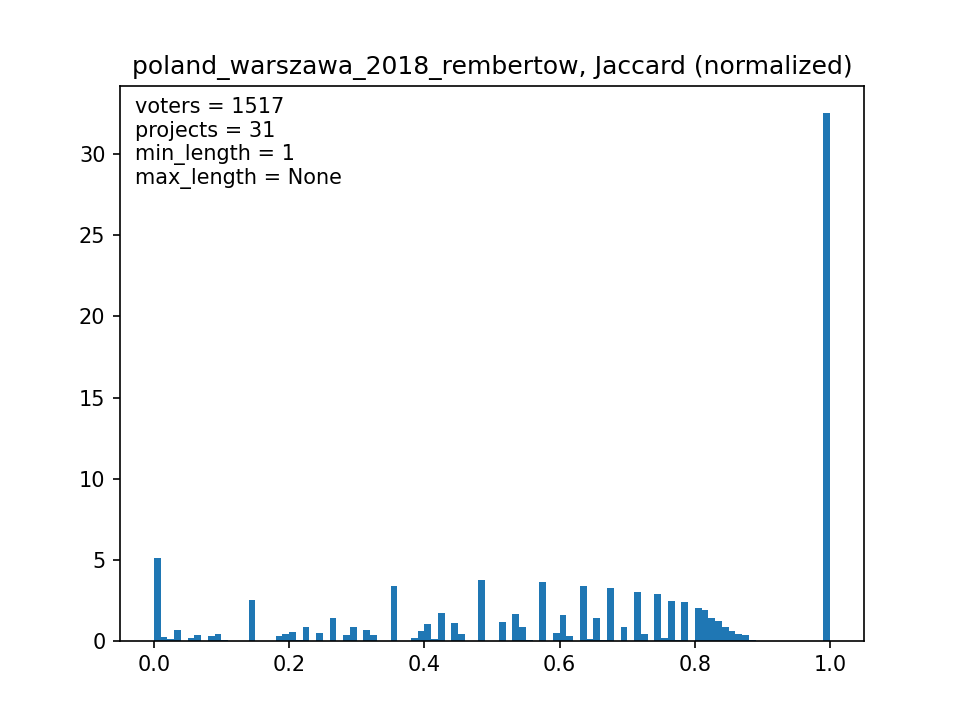 poland_warszawa_2018_rembertow, Jaccard (normalized)
voters = 1517
projects = 31
min_length = 1
max_length = None
30
25
20
15
10
5
0
0.0 0.2 0.4 0.6 0.8 1.0